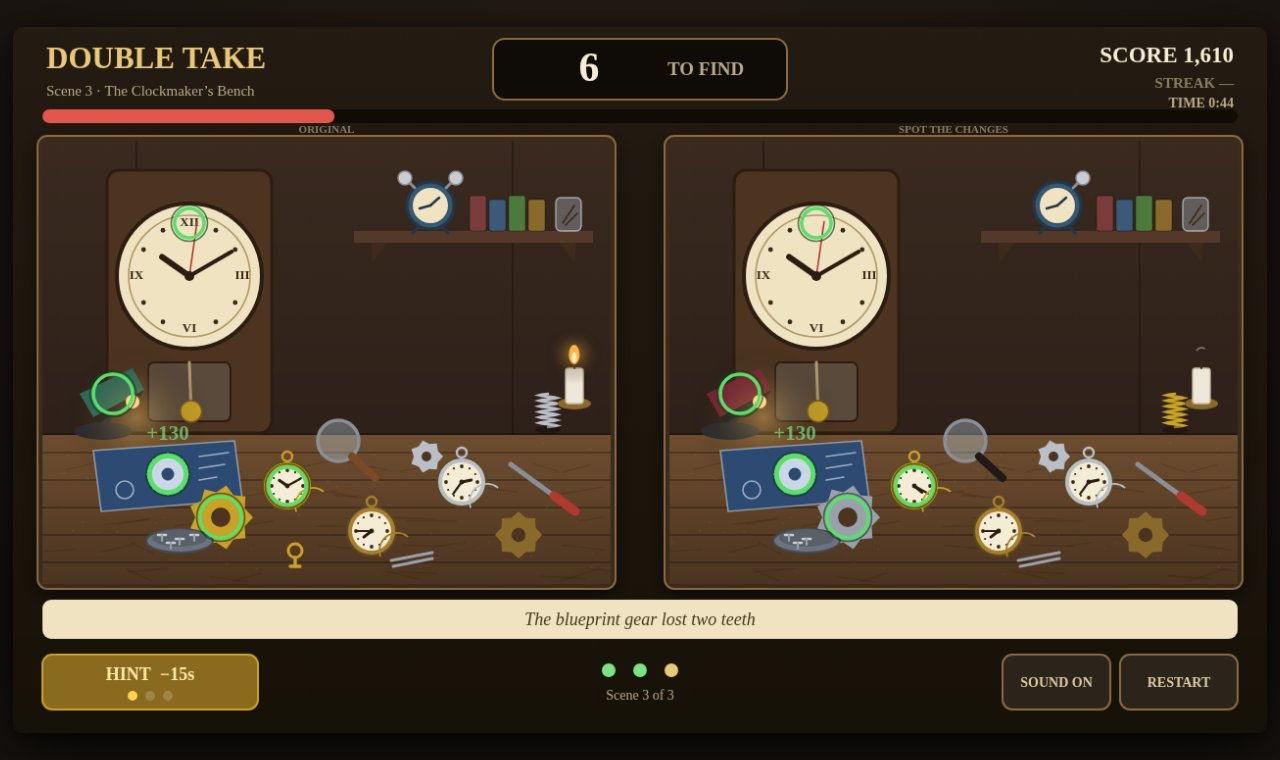 DOUBLE TAKE
Scene 3 · The Clockmaker’s Bench
6 TO FIND
SCORE 1,610
STREAK —
TIME 0:44
ORIGINAL
SPOT THE CHANGES
XII
IX
III
VI
IX
III
VI
+130
+130
The blueprint gear lost two teeth
HINT −15s
Scene 3 of 3
SOUND ON
RESTART